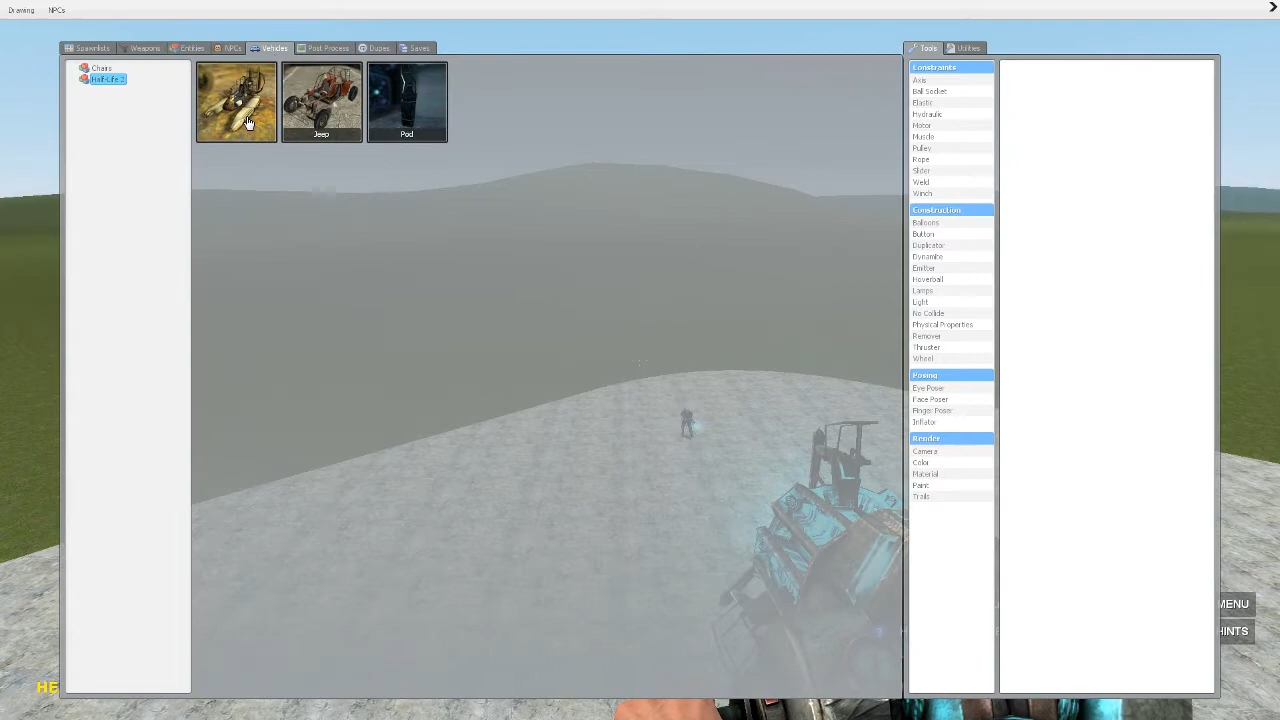 Drawing NPCs
Spawnlists Weapons Entities NPCs Vehicles Post Process Dupes Saves Tools Utilities
Chairs
Half-Life 2
Jeep
Pod
Constraints
Axis
Ball Socket
Elastic
Hydraulic
Motor
Muscle
Pulley
Rope
Slider
Weld
Winch
Construction
Balloons
Button
Duplicator
Dynamite
Emitter
Hoverball
Lamps
Light
No Collide
Physical Properties
Remover
Thruster
Wheel
Posing
Eye Poser
Face Poser
Finger Poser
Inflator
Render
Camera
Color
Material
Paint
Trails
MENU
HINTS
HE